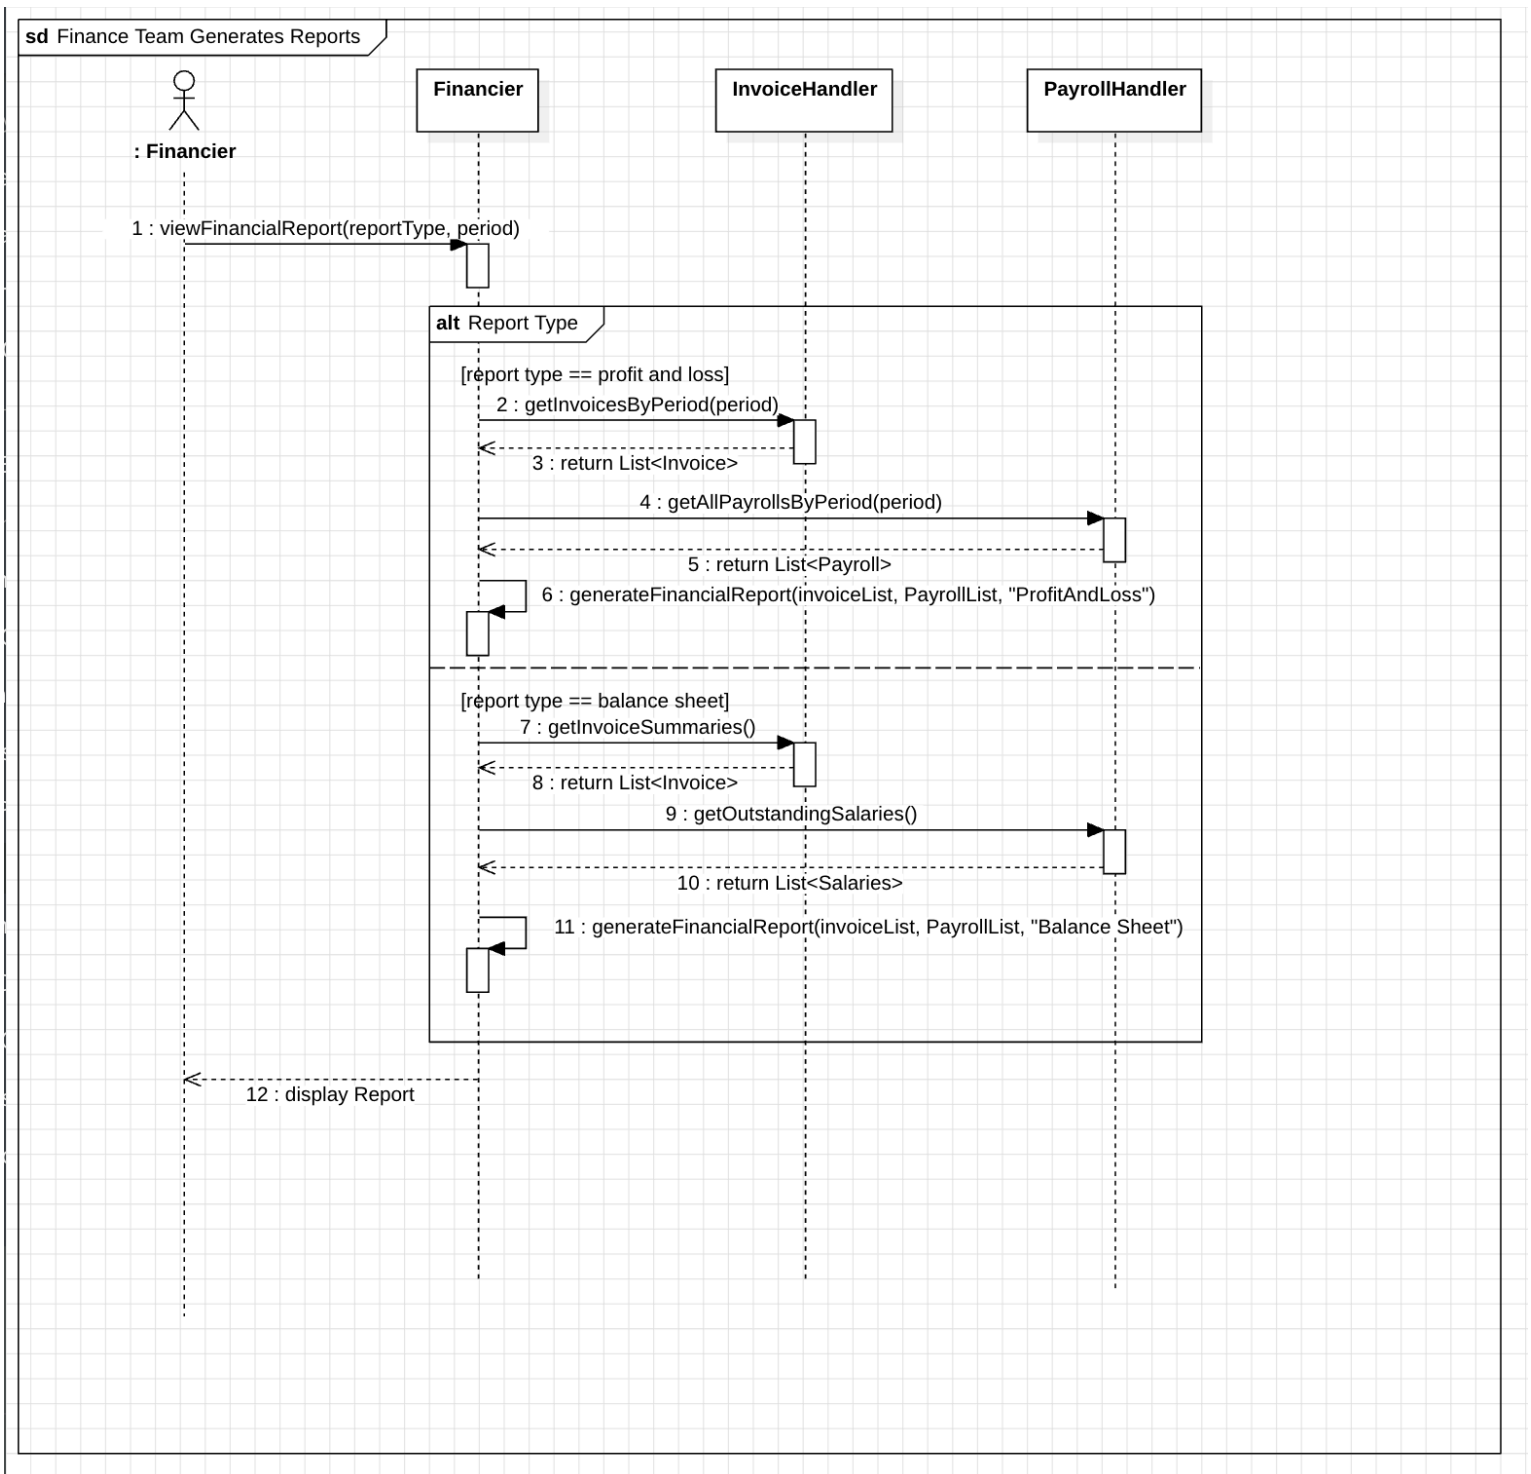 sd Finance Team Generates Reports
: Financier
Financier
InvoiceHandler
PayrollHandler
1 : viewFinancialReport(reportType, period)
alt Report Type
[report type == profit and loss]
2 : getInvoicesByPeriod(period)
3 : return List<Invoice>
4 : getAllPayrollsByPeriod(period)
5 : return List<Payroll>
6 : generateFinancialReport(invoiceList, PayrollList, "ProfitAndLoss")
[report type == balance sheet]
7 : getInvoiceSummaries()
8 : return List<Invoice>
9 : getOutstandingSalaries()
10 : return List<Salaries>
11 : generateFinancialReport(invoiceList, PayrollList, "Balance Sheet")
12 : display Report